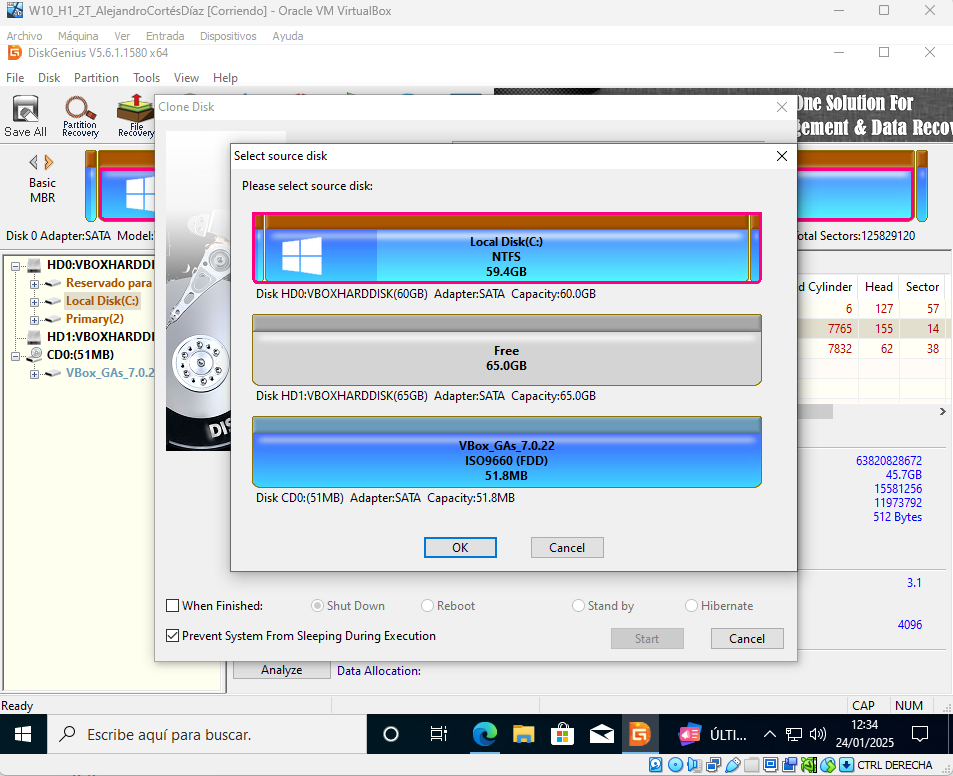 W10_H1_2T_AlejandroCortésDíaz [Corriendo] - Oracle VM VirtualBox
Archivo Máquina Ver Entrada Dispositivos Ayuda
DiskGenius V5.6.1.1580 x64
File Disk Partition Tools View Help
Save All
Partition
Recovery
File
Recovery
One Solution For
gement & Data Recov
Clone Disk
Select source disk
Please select source disk:
Basic
MBR
Disk 0 Adapter:SATA Model:
Total Sectors:125829120
Local Disk(C:)
NTFS
59.4GB
Disk HD0:VBOXHARDDISK(60GB) Adapter:SATA Capacity:60.0GB
Free
65.0GB
Disk HD1:VBOXHARDDISK(65GB) Adapter:SATA Capacity:65.0GB
VBox_GAs_7.0.22
ISO9660 (FDD)
51.8MB
Disk CD0:(51MB) Adapter:SATA Capacity:51.8MB
OK Cancel
HD0:VBOXHARDDI
Reservado para
Local Disk(C:)
Primary(2)
HD1:VBOXHARDDI
CD0:(51MB)
VBox_GAs_7.0.2
DIS
d Cylinder Head Sector
6 127 57
7765 155 14
7832 62 38
63820828672
45.7GB
15581256
11973792
512 Bytes
3.1
4096
When Finished: Shut Down Reboot Stand by Hibernate
Prevent System From Sleeping During Execution
Start Cancel
Analyze Data Allocation:
Ready CAP NUM
Escribe aquí para buscar.
ÚLTI...
12:34
24/01/2025
CTRL DERECHA